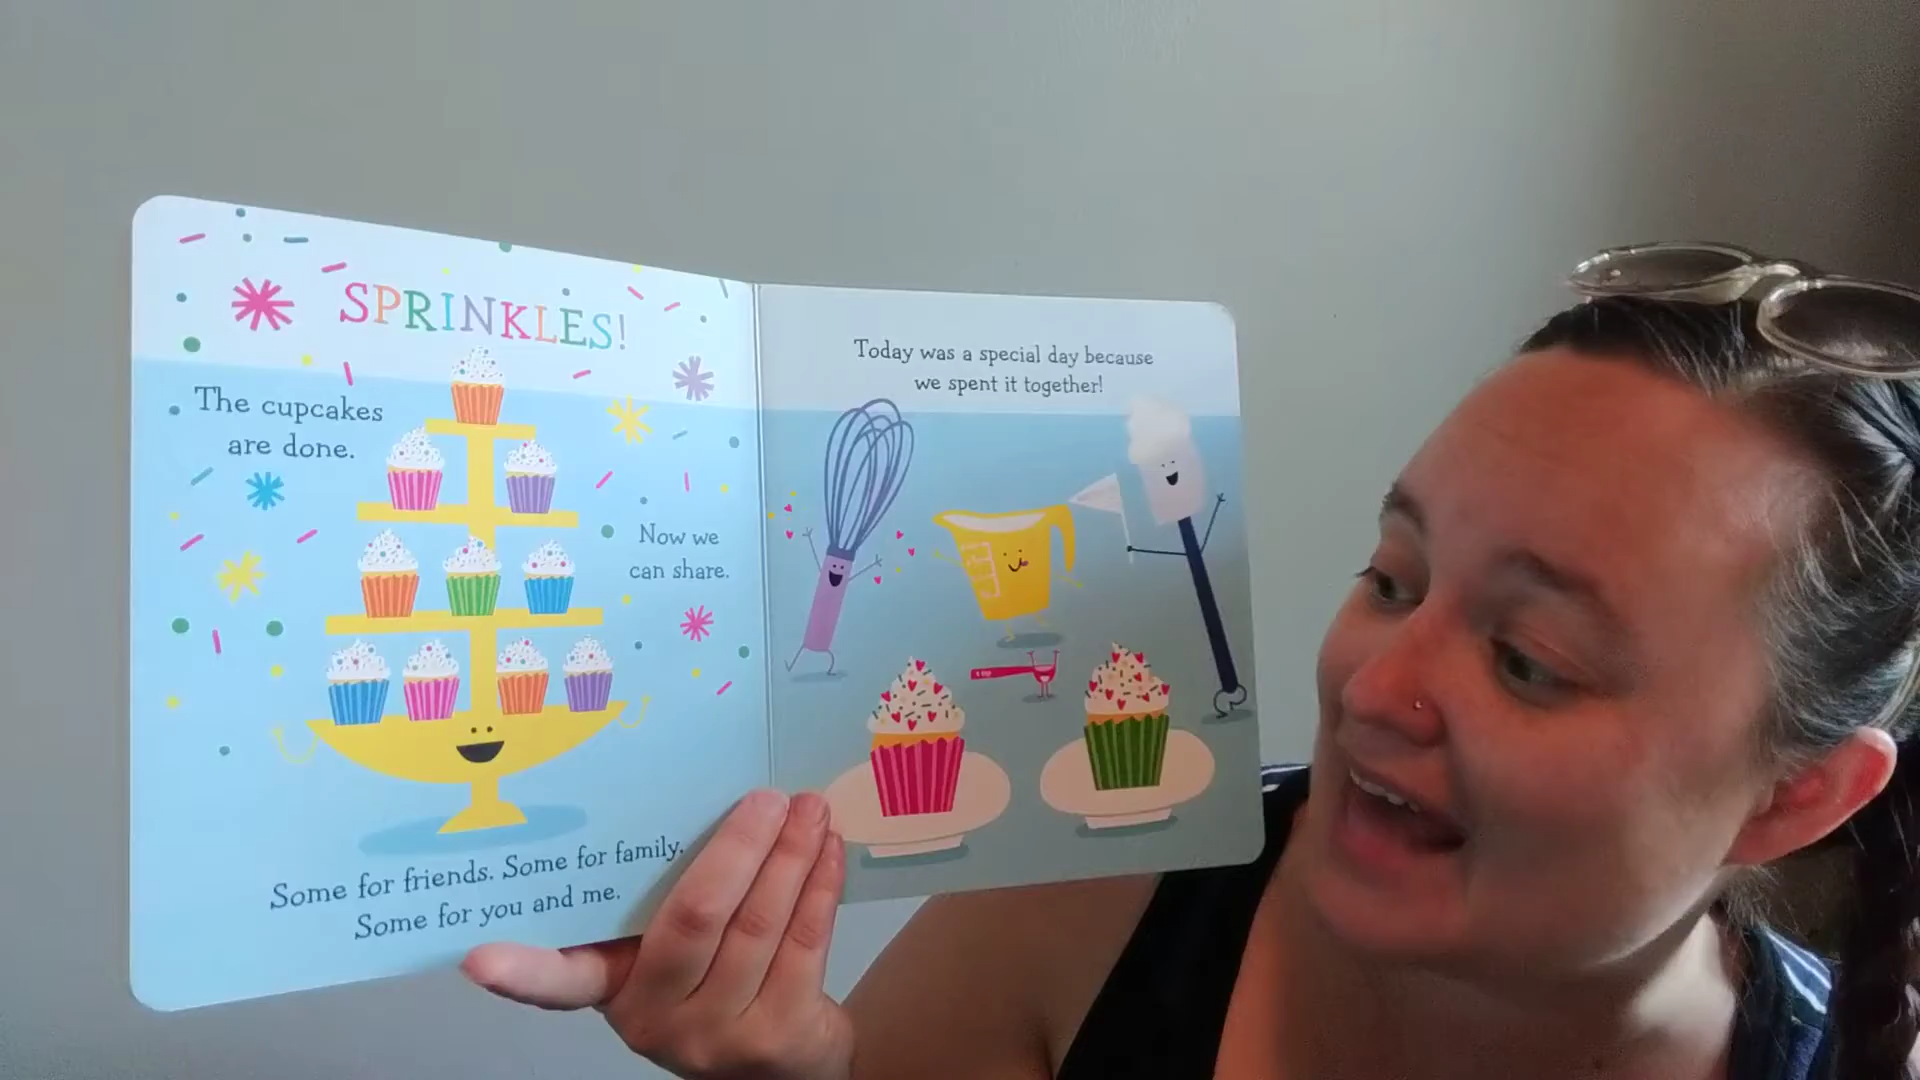 SPRINKLES!
The cupcakes
are done.
Now we
can share.
Some for friends. Some for family.
Some for you and me.
Today was a special day because
we spent it together!